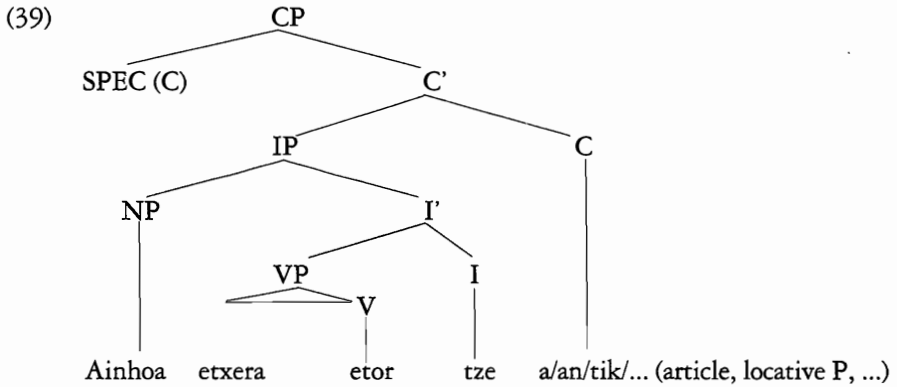 (39) CP
SPEC (C) C'
IP C
NP I'
VP I
V
Ainhoa etxera etor tze a/an/tik/... (article, locative P, ...)